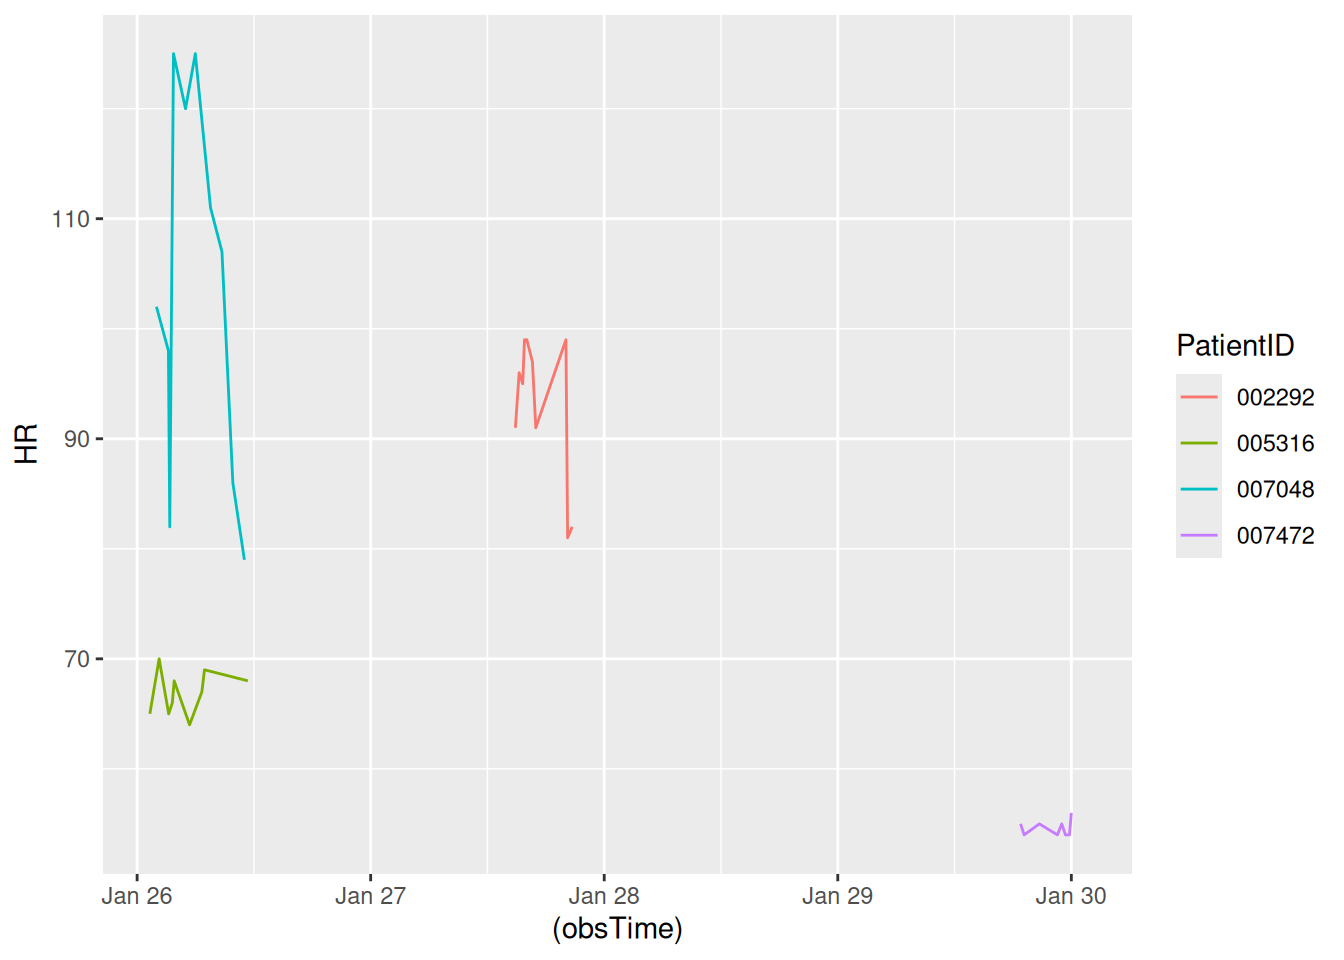 110
90
70
HR
Jan 26
Jan 27
Jan 28
Jan 29
Jan 30
(obsTime)
PatientID
002292
005316
007048
007472